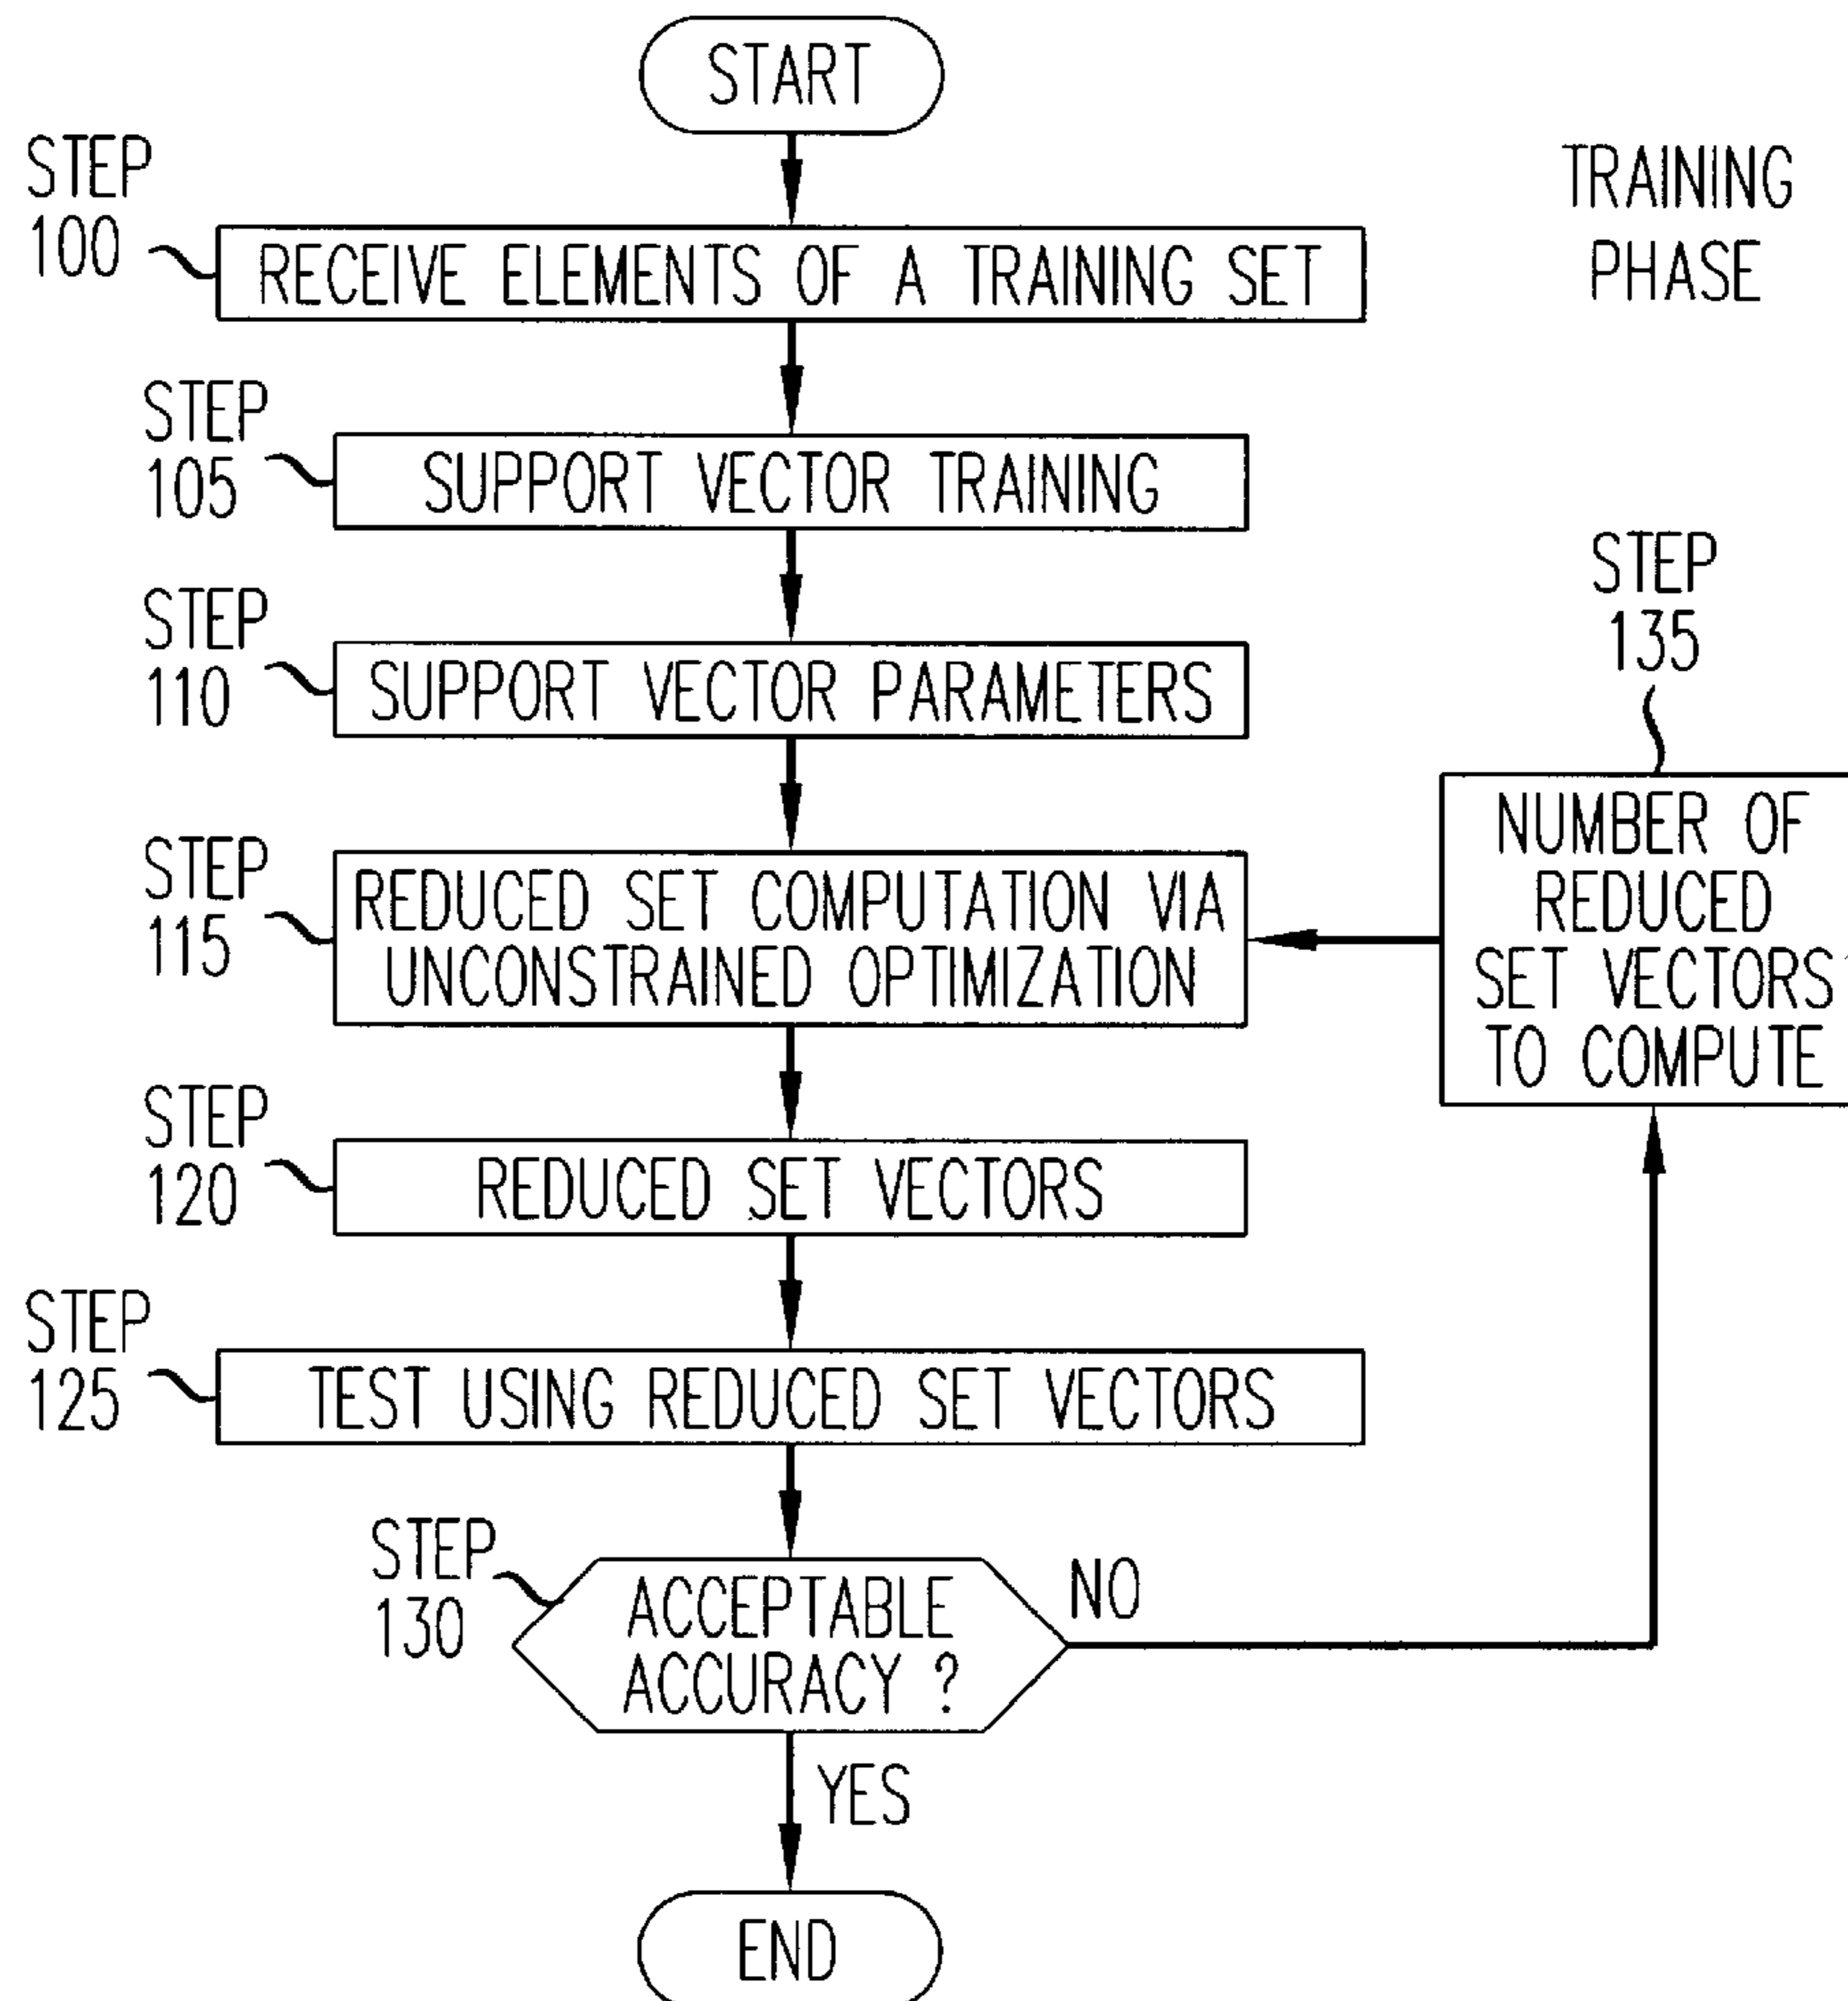 START
TRAINING
PHASE
STEP
100
RECEIVE ELEMENTS OF A TRAINING SET
STEP
105
SUPPORT VECTOR TRAINING
STEP
110
SUPPORT VECTOR PARAMETERS
STEP
135
NUMBER OF
REDUCED
SET VECTORS
TO COMPUTE
STEP
115
REDUCED SET COMPUTATION VIA
UNCONSTRAINED OPTIMIZATION
STEP
120
REDUCED SET VECTORS
STEP
125
TEST USING REDUCED SET VECTORS
STEP
130
ACCEPTABLE
ACCURACY ?
NO
YES
END